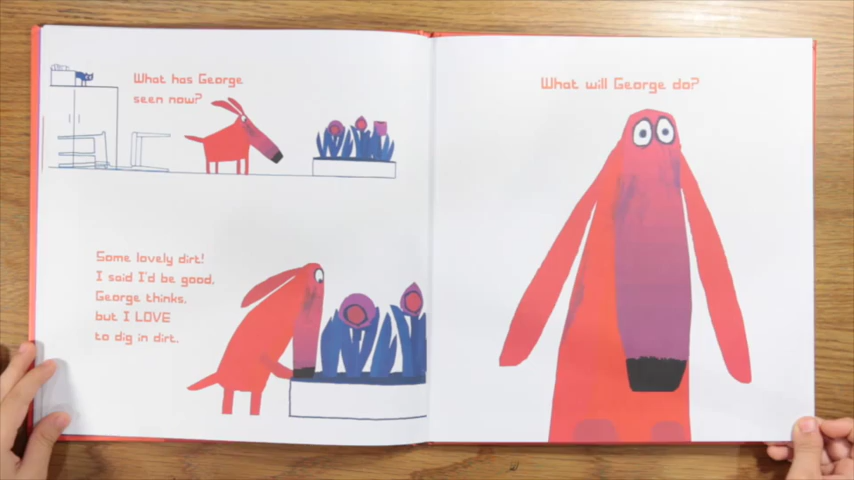 What has George
seen now?
Some lovely dirt!
I said I'd be good,
George thinks,
but I LOVE
to dig in dirt.
What will George do?